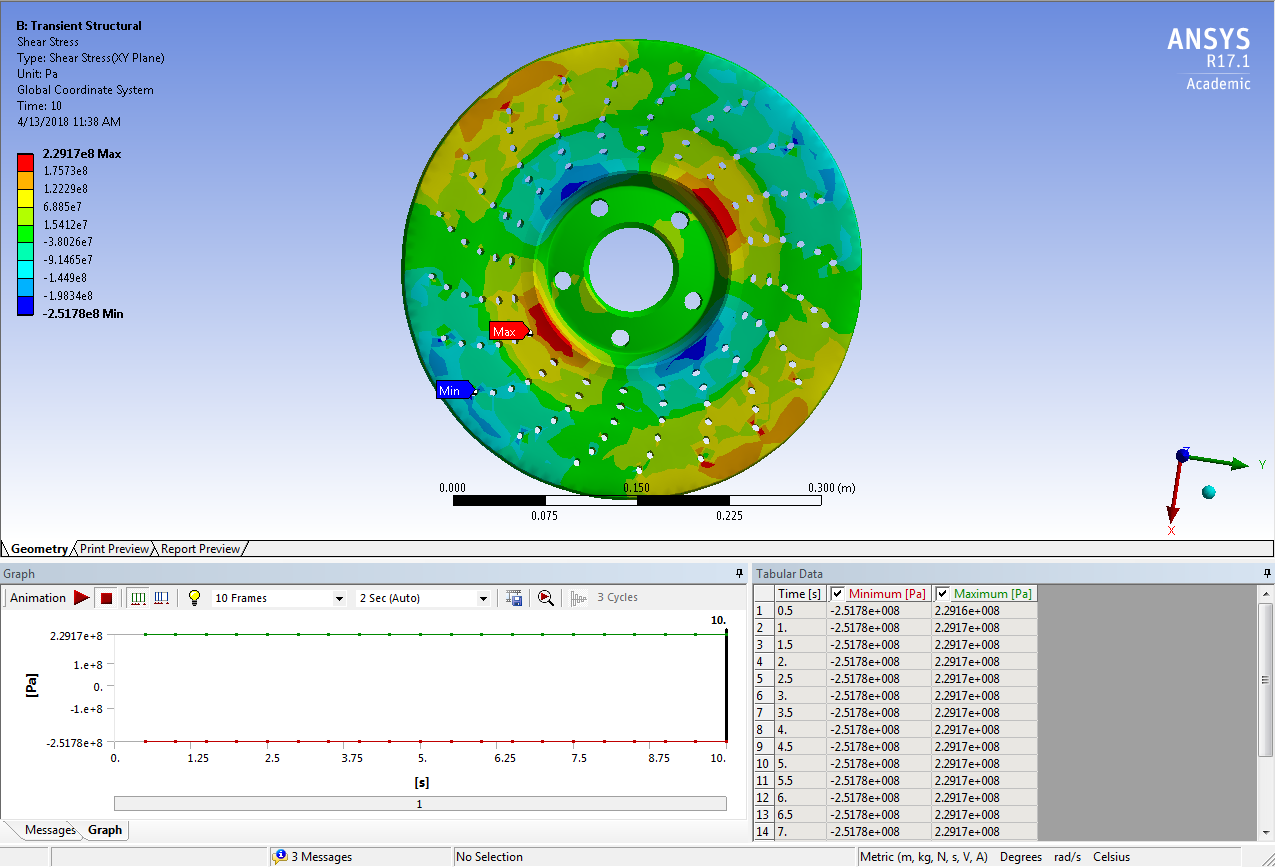 B: Transient Structural
Shear Stress
Type: Shear Stress(XY Plane)
Unit: Pa
Global Coordinate System
Time: 10
4/13/2018 11:38 AM
2.2917e8 Max
1.7573e8
1.2229e8
6.885e7
1.5412e7
-3.8026e7
-9.1465e7
-1.449e8
-1.9834e8
-2.5178e8 Min
ANSYS
R17.1
Academic
Max
Min
0.000 0.150 0.300 (m)
0.075 0.225
Z
Y
X
Geometry Print Preview Report Preview
Graph
Animation 10 Frames 2 Sec (Auto) 3 Cycles
10.
2.2917e+8
1.e+8
0.
-1.e+8
-2.5178e+8
[Pa]
0. 1.25 2.5 3.75 5. 6.25 7.5 8.75 10.
[s]
1
Messages Graph
Tabular Data
Time [s] Minimum [Pa] Maximum [Pa]
1 0.5 -2.5178e+008 2.2916e+008
2 1. -2.5178e+008 2.2917e+008
3 1.5 -2.5178e+008 2.2917e+008
4 2. -2.5178e+008 2.2917e+008
5 2.5 -2.5178e+008 2.2917e+008
6 3. -2.5178e+008 2.2917e+008
7 3.5 -2.5178e+008 2.2917e+008
8 4. -2.5178e+008 2.2917e+008
9 4.5 -2.5178e+008 2.2917e+008
10 5. -2.5178e+008 2.2917e+008
11 5.5 -2.5178e+008 2.2917e+008
12 6. -2.5178e+008 2.2917e+008
13 6.5 -2.5178e+008 2.2917e+008
14 7. -2.5178e+008 2.2917e+008
3 Messages No Selection Metric (m, kg, N, s, V, A) Degrees rad/s Celsius